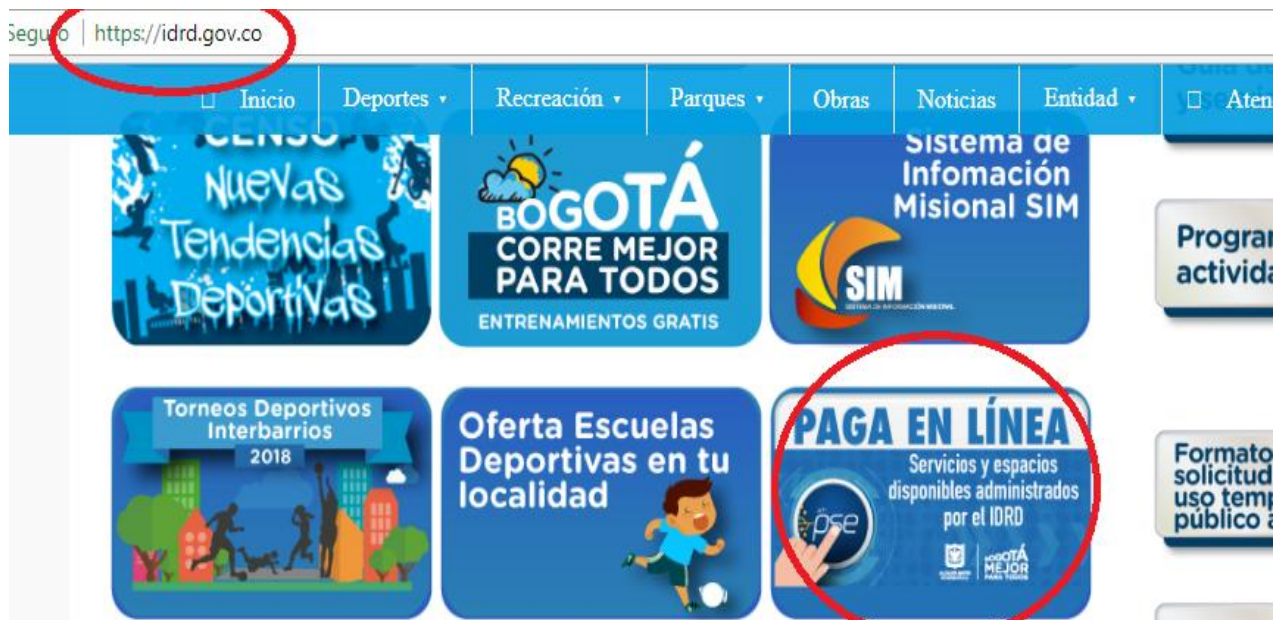 Seguro | https://idrd.gov.co
Inicio Deportes Recreación Parques Obras Noticias Entidad Aten
CENSO
Nuevas
Tendencias
Deportivas
BOGOTÁ
CORRE MEJOR
PARA TODOS
ENTRENAMIENTOS GRATIS
Sistema de
Infomación
Misional SIM
SIM
Program
activida
Torneos Deportivos
Interbarrios
2018
Oferta Escuelas
Deportivas en tu
localidad
PAGA EN LÍNEA
Servicios y espacios
disponibles administrados
por el IDRD
pse
BOGOTÁ
MEJOR
PARA TODOS
Formato
solicitud
uso temp
público a